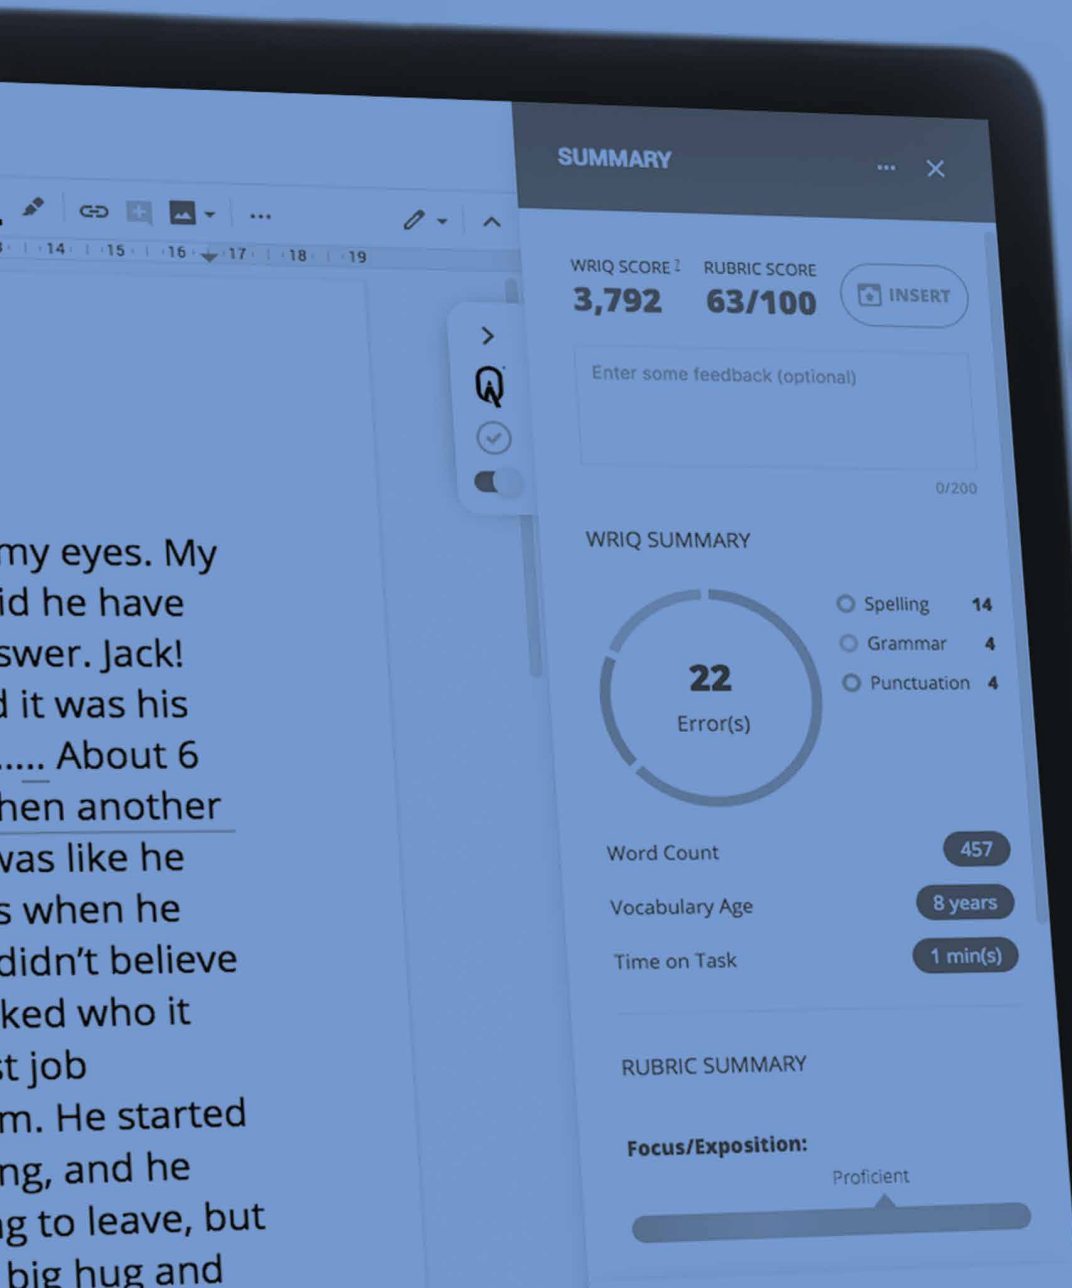 14 15 16 17 18 19
SUMMARY
WRIQ SCORE RUBRIC SCORE
3,792 63/100 INSERT
Enter some feedback (optional)
0/200
WRIQ SUMMARY
22
Error(s)
Spelling 14
Grammar 4
Punctuation 4
Word Count 457
Vocabulary Age 8 years
Time on Task 1 min(s)
RUBRIC SUMMARY
Focus/Exposition:
Proficient
my eyes. My
id he have
swer. Jack!
d it was his
..... About 6
hen another
was like he
s when he
didn't believe
ked who it
st job
m. He started
ng, and he
ng to leave, but
big hug and